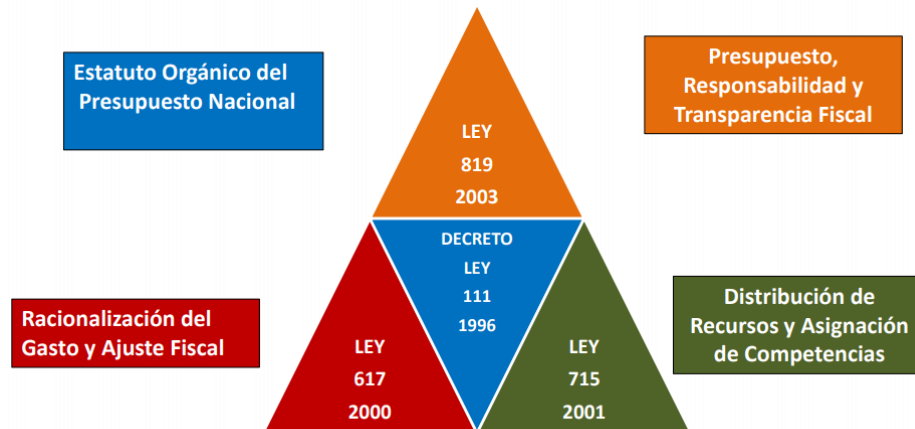 Estatuto Orgánico del
Presupuesto Nacional
Presupuesto,
Responsabilidad y
Transparencia Fiscal
LEY
819
2003
DECRETO
LEY
111
1996
Racionalización del
Gasto y Ajuste Fiscal
LEY
617
2000
LEY
715
2001
Distribución de
Recursos y Asignación
de Competencias